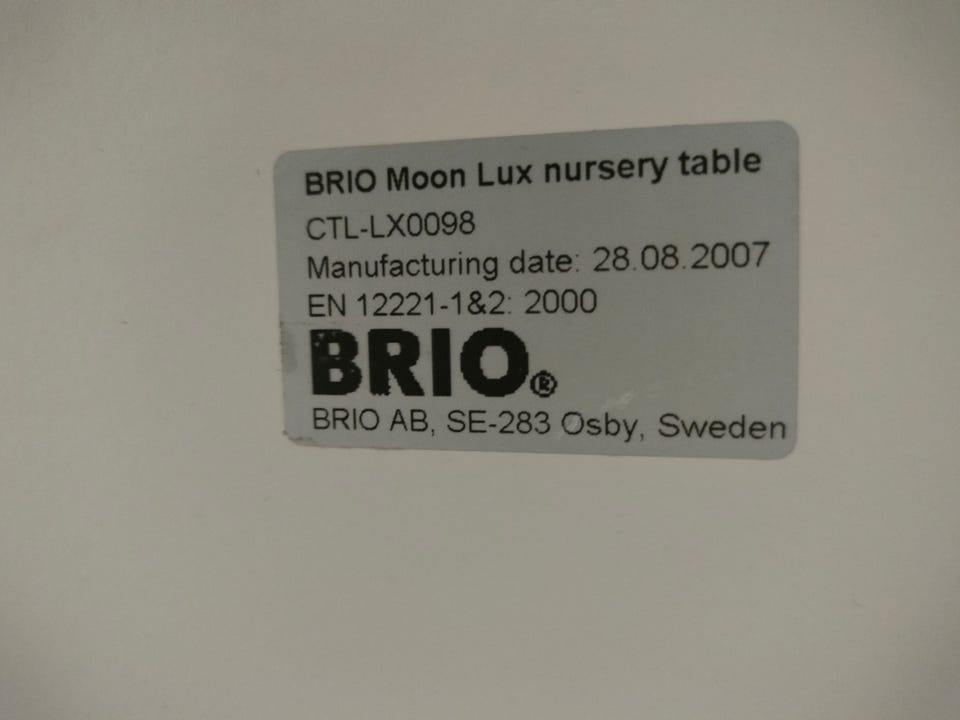 BRIO Moon Lux nursery table
CTL-LX0098
Manufacturing date: 28.08.2007
EN 12221-1&2: 2000
BRIO®
BRIO AB, SE-283 Osby, Sweden